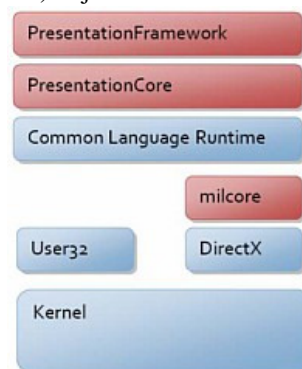 PresentationFramework
PresentationCore
Common Language Runtime
milcore
User32
DirectX
Kernel